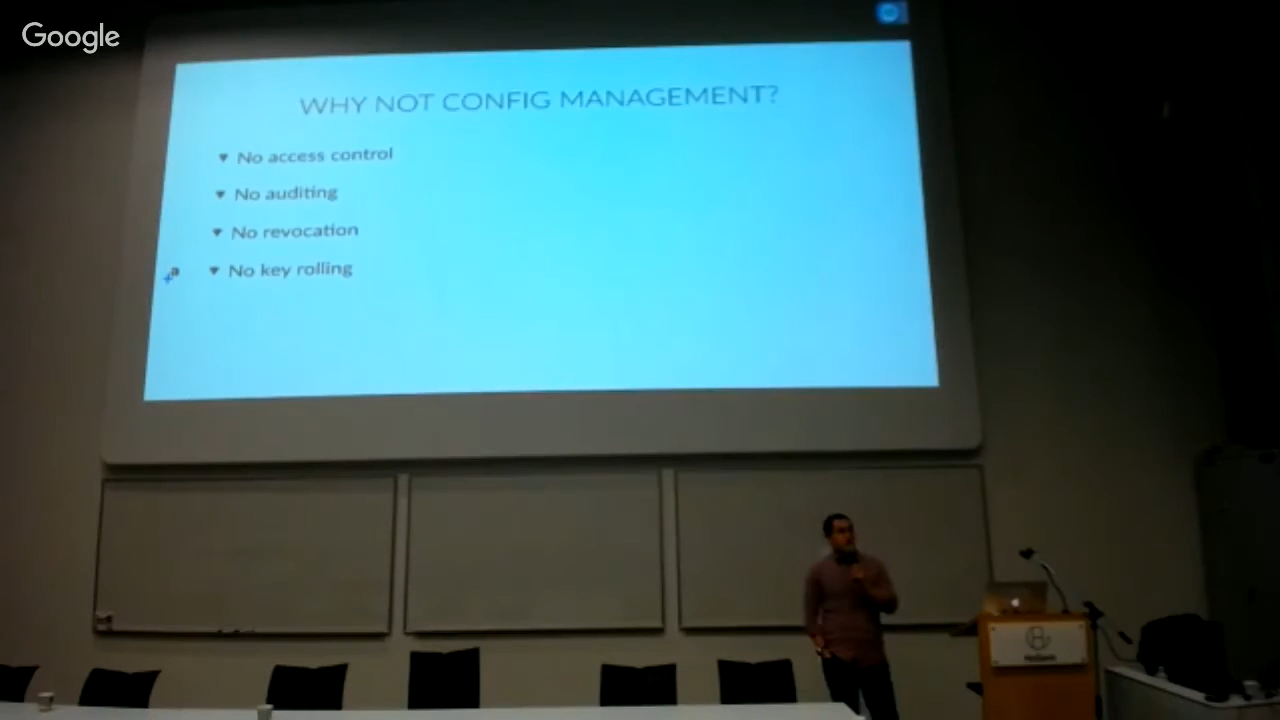 Google
WHY NOT CONFIG MANAGEMENT?
No access control
No auditing
No revocation
No key rolling